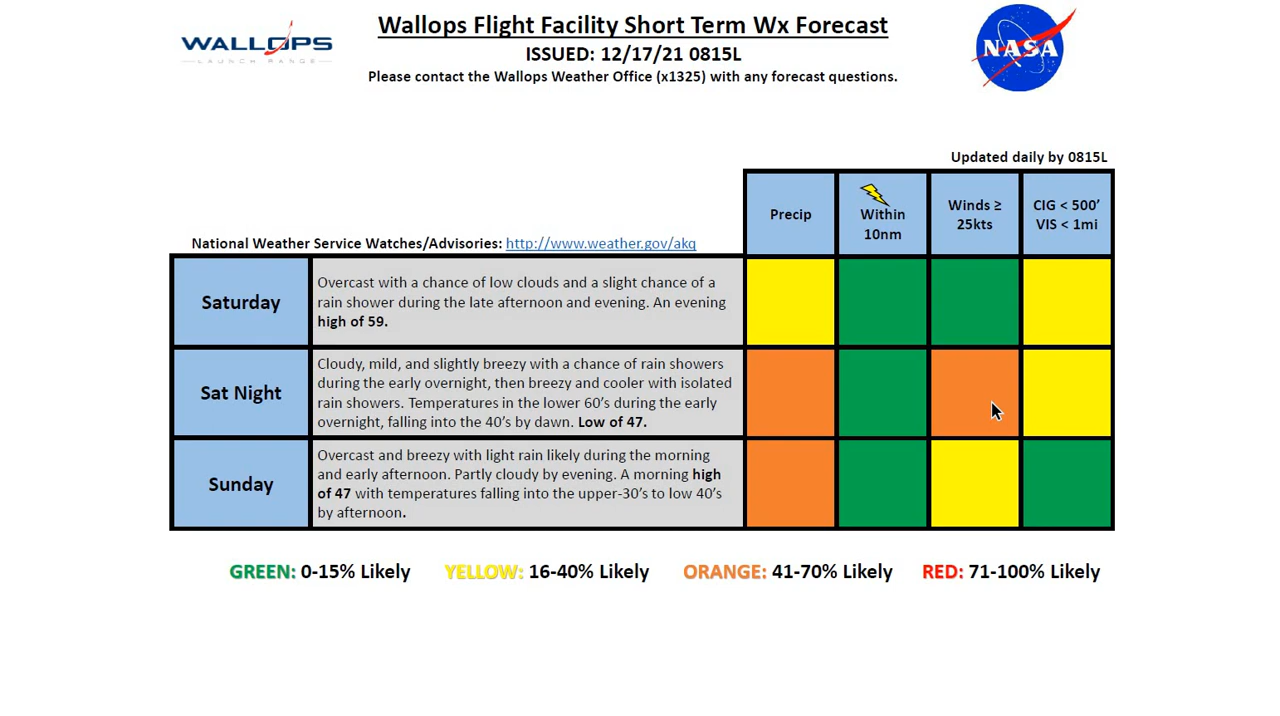 WALLOPS
LAUNCH RANGE
Wallops Flight Facility Short Term Wx Forecast
ISSUED: 12/17/21 0815L
Please contact the Wallops Weather Office (x1325) with any forecast questions.
NASA
Updated daily by 0815L
National Weather Service Watches/Advisories: http://www.weather.gov/akq
Precip
Within
10nm
Winds ≥
25kts
CIG < 500’
VIS < 1mi
Saturday
Overcast with a chance of low clouds and a slight chance of a
rain shower during the late afternoon and evening. An evening
high of 59.
Sat Night
Cloudy, mild, and slightly breezy with a chance of rain showers
during the early overnight, then breezy and cooler with isolated
rain showers. Temperatures in the lower 60’s during the early
overnight, falling into the 40’s by dawn. Low of 47.
Sunday
Overcast and breezy with light rain likely during the morning
and early afternoon. Partly cloudy by evening. A morning high
of 47 with temperatures falling into the upper-30’s to low 40’s
by afternoon.
GREEN: 0-15% Likely YELLOW: 16-40% Likely ORANGE: 41-70% Likely RED: 71-100% Likely